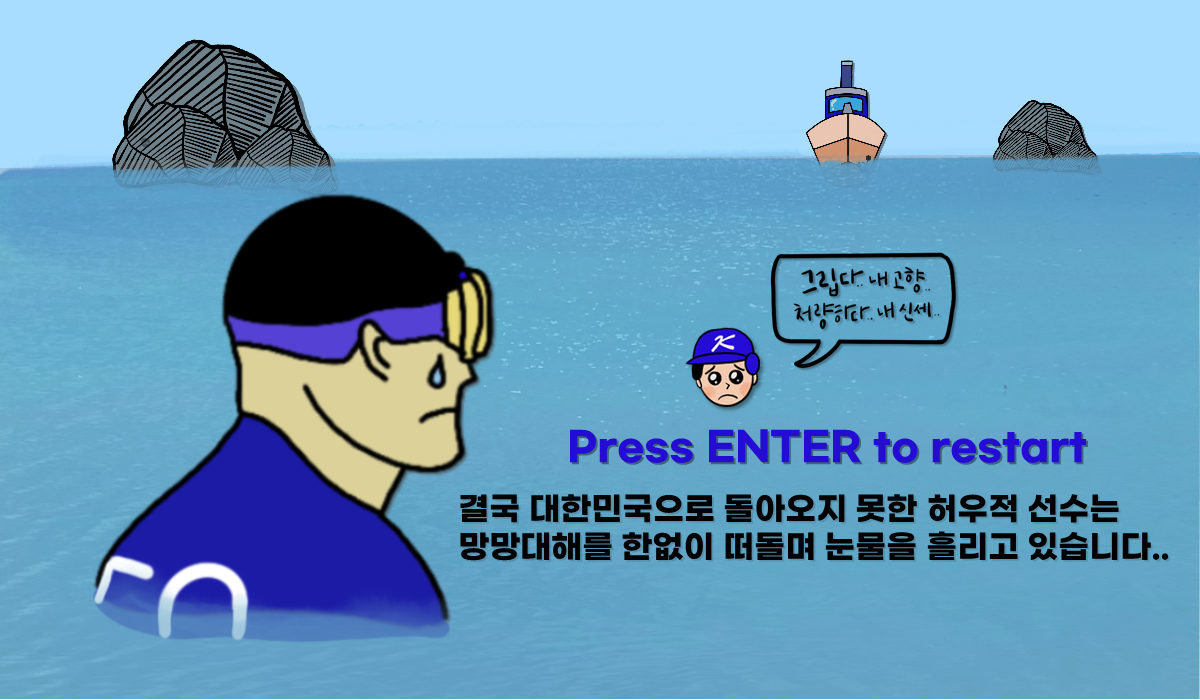 그립다.. 내 고향..
처량하다.. 내 신세..
K
Press ENTER to restart
결국 대한민국으로 돌아오지 못한 허우적 선수는
망망대해를 한없이 떠돌며 눈물을 흘리고 있습니다..